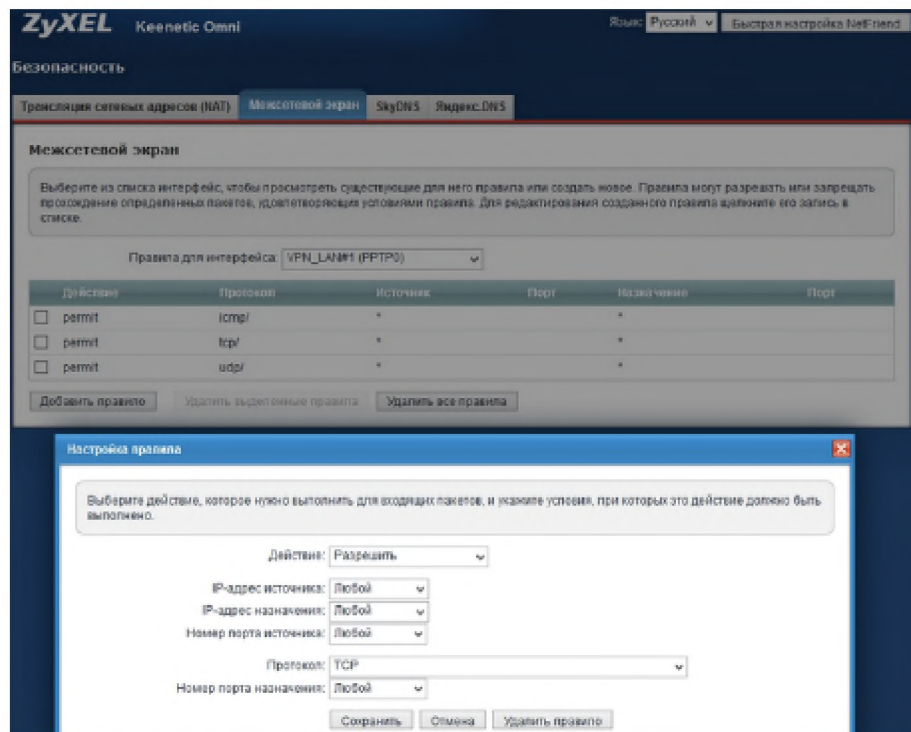 ZyXEL Keenetic Omni
Язык: Русский Быстрая настройка NetFriend
Безопасность
Трансляция сетевых адресов (NAT) Межсетевой экран SkyDNS Яндекс.DNS
Межсетевой экран
Выберите из списка интерфейс, чтобы просмотреть существующие для него правила или создать новое. Правила могут разрешать или запрещать
прохождение определенных пакетов, удовлетворяющих условиями правила. Для редактирования созданного правила щелкните его запись в
списке.
Правила для интерфейса: VPN_LAN#1 (PPTP0)
Действие Протокол Источник Порт Назначение Порт
permit icmp/ * *
permit tcp/ * *
permit udp/ * *
Добавить правило Удалить выделенные правила Удалить все правила
Настройка правила
Выберите действие, которое нужно выполнить для входящих пакетов, и укажите условия, при которых это действие должно быть
выполнено.
Действие: Разрешить
IP-адрес источника: Любой
IP-адрес назначения: Любой
Номер порта источника: Любой
Протокол: TCP
Номер порта назначения: Любой
Сохранить Отмена Удалить правило